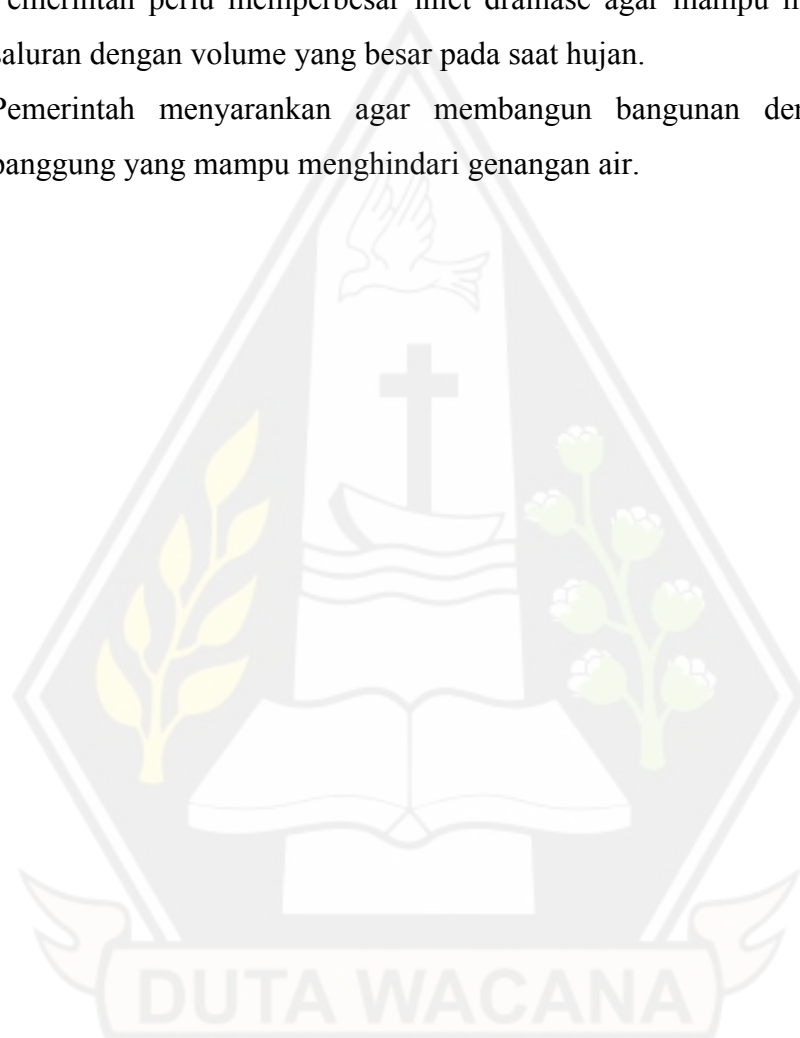 Pemerintah perlu memperbesar inlet drainase agar mampu
saluran dengan volume yang besar pada saat hujan.
Pemerintah menyarankan agar membangun bangunan
panggung yang mampu menghindari genangan air.
DUTA WACANA